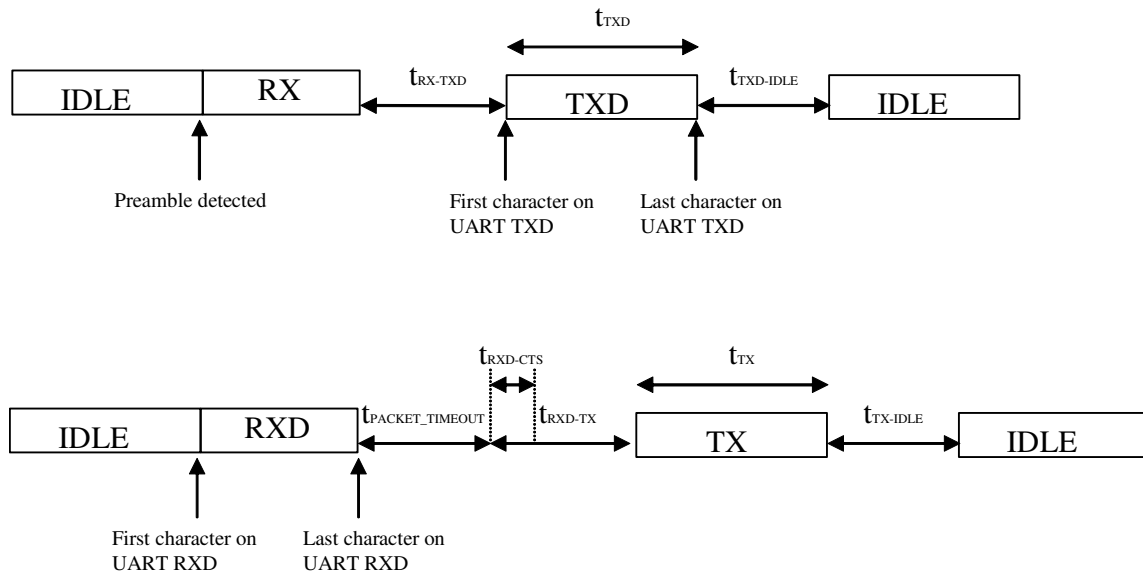 tTXD
IDLE RX tRX-TXD TXD tTXD-IDLE IDLE
Preamble detected
First character on
UART TXD
Last character on
UART TXD
tRXD-CTS
tTX
IDLE RXD tPACKET_TIMEOUT tRXD-TX TX tTX-IDLE IDLE
First character on
UART RXD
Last character on
UART RXD